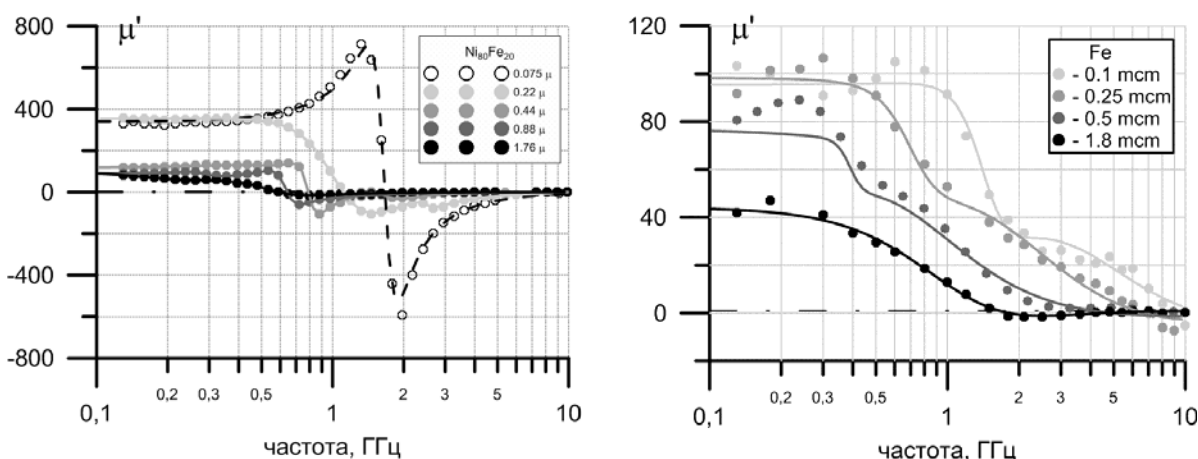 800
400
0
-400
-800
μ'
Ni80Fe20
0.075 μ
0.22 μ
0.44 μ
0.88 μ
1.76 μ
0,2
0,3
0,5
2
5
0,1
1
10
частота, ГГц
120
80
40
0
μ'
Fe
- 0.1 mcm
- 0.25 mcm
- 0.5 mcm
- 1.8 mcm
0,2
0,3
0,5
2
5
0,1
1
10
частота, ГГц